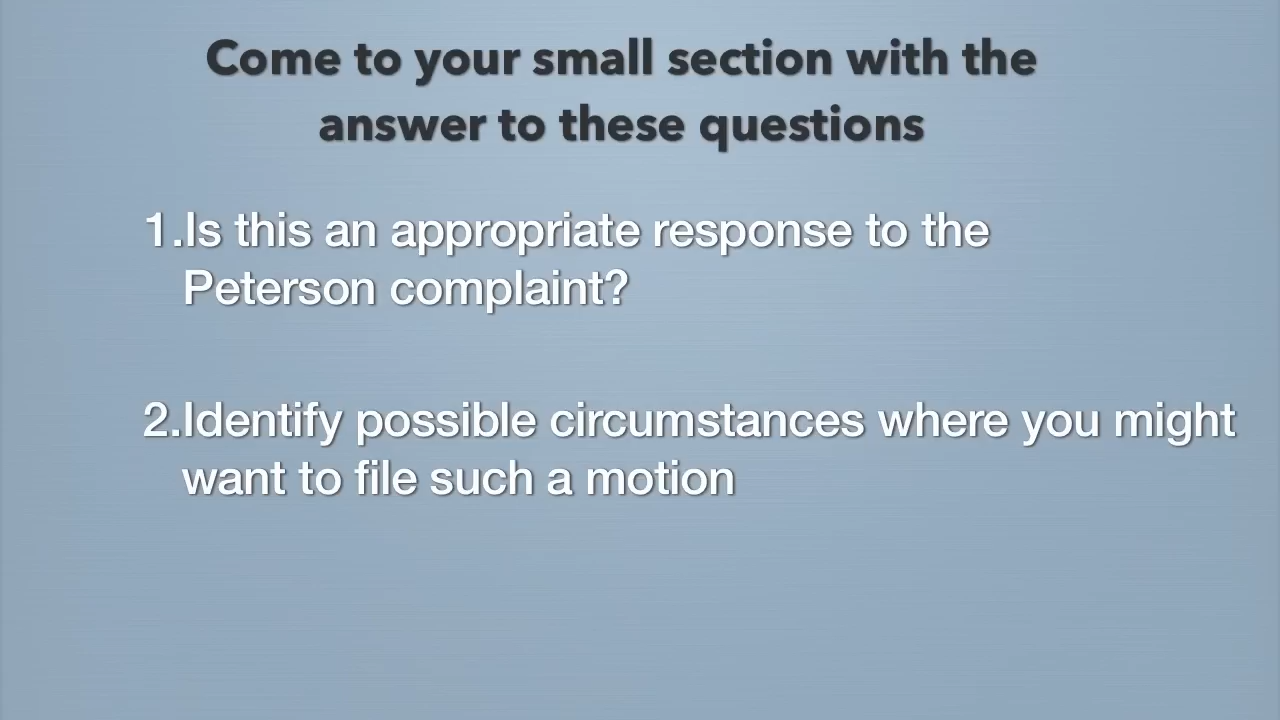 Come to your small section with the
answer to these questions
1.Is this an appropriate response to the
Peterson complaint?
2.Identify possible circumstances where you might
want to file such a motion